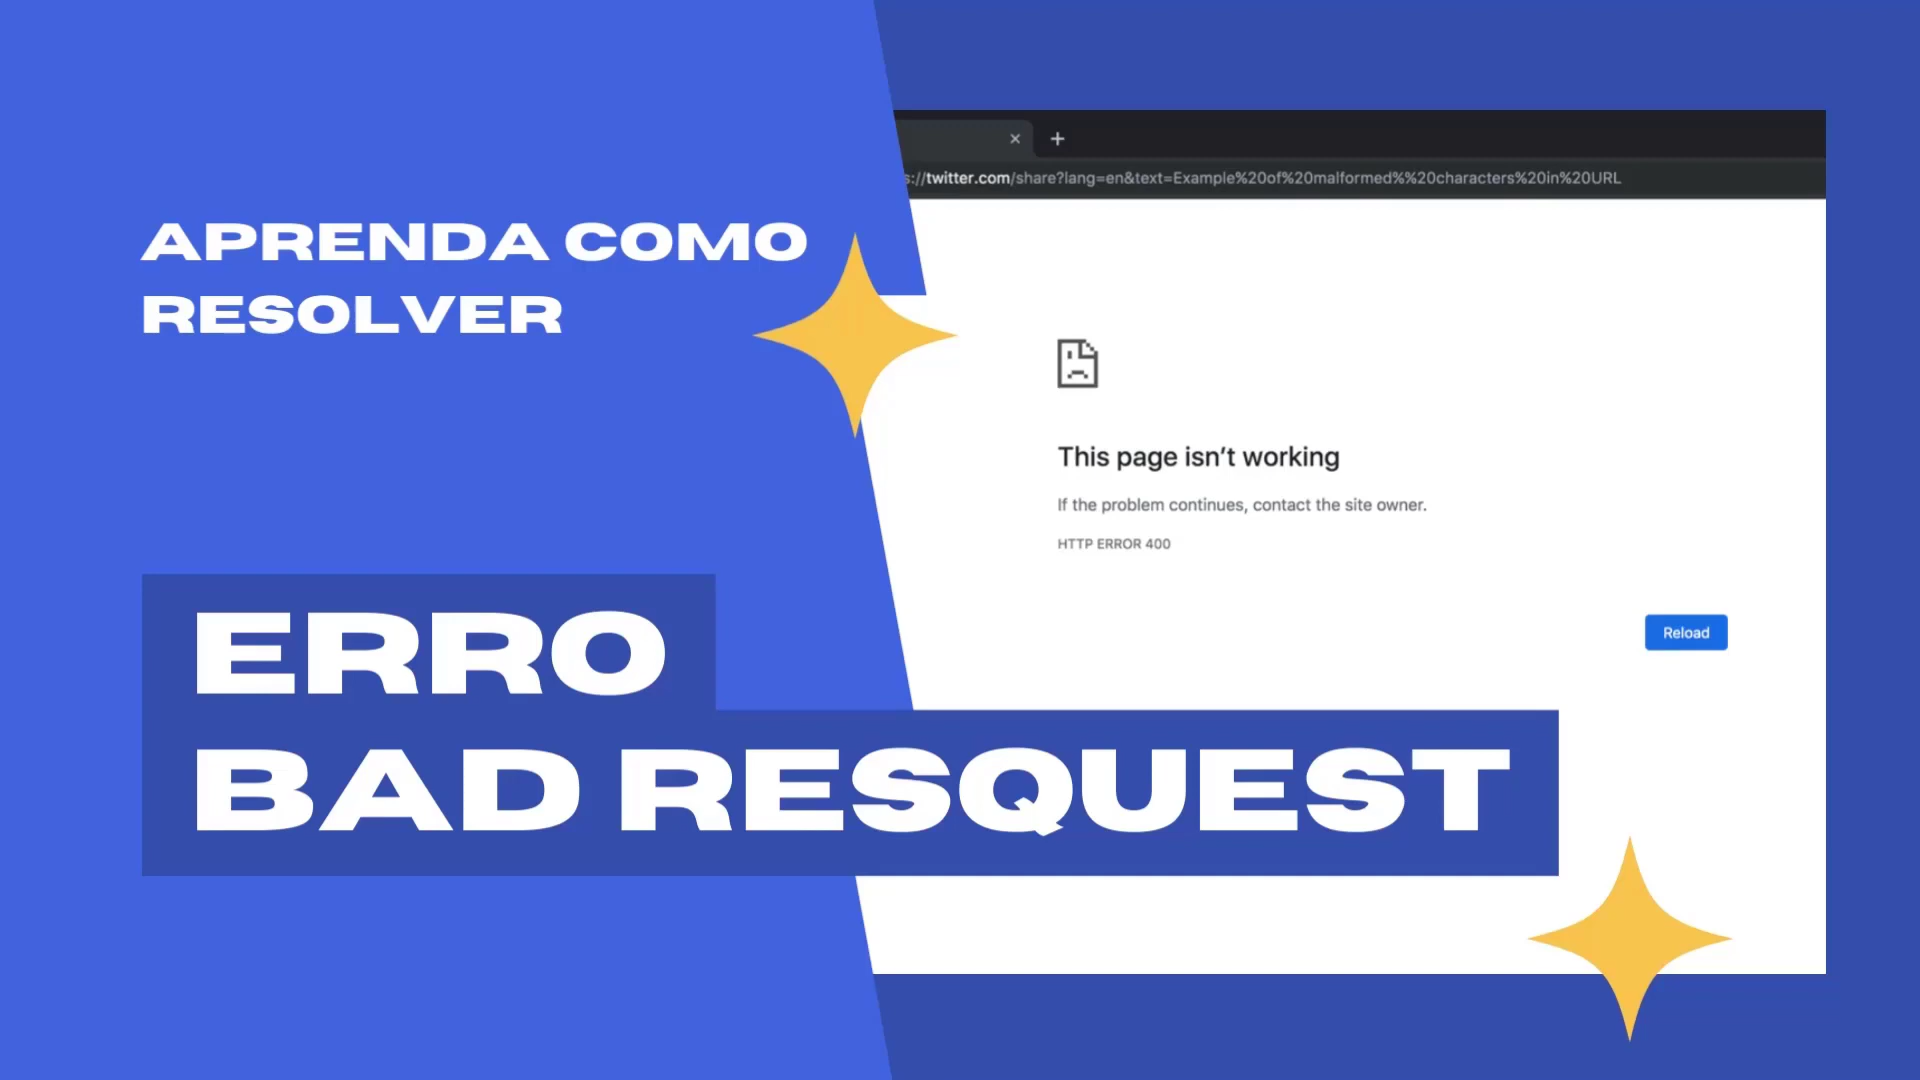 APRENDA COMO
RESOLVER
s://twitter.com/share?lang=en&text=Example%20of%20malformed%%20characters%20in%20URL
This page isn’t working
If the problem continues, contact the site owner.
HTTP ERROR 400
Reload
ERRO
BAD RESQUEST